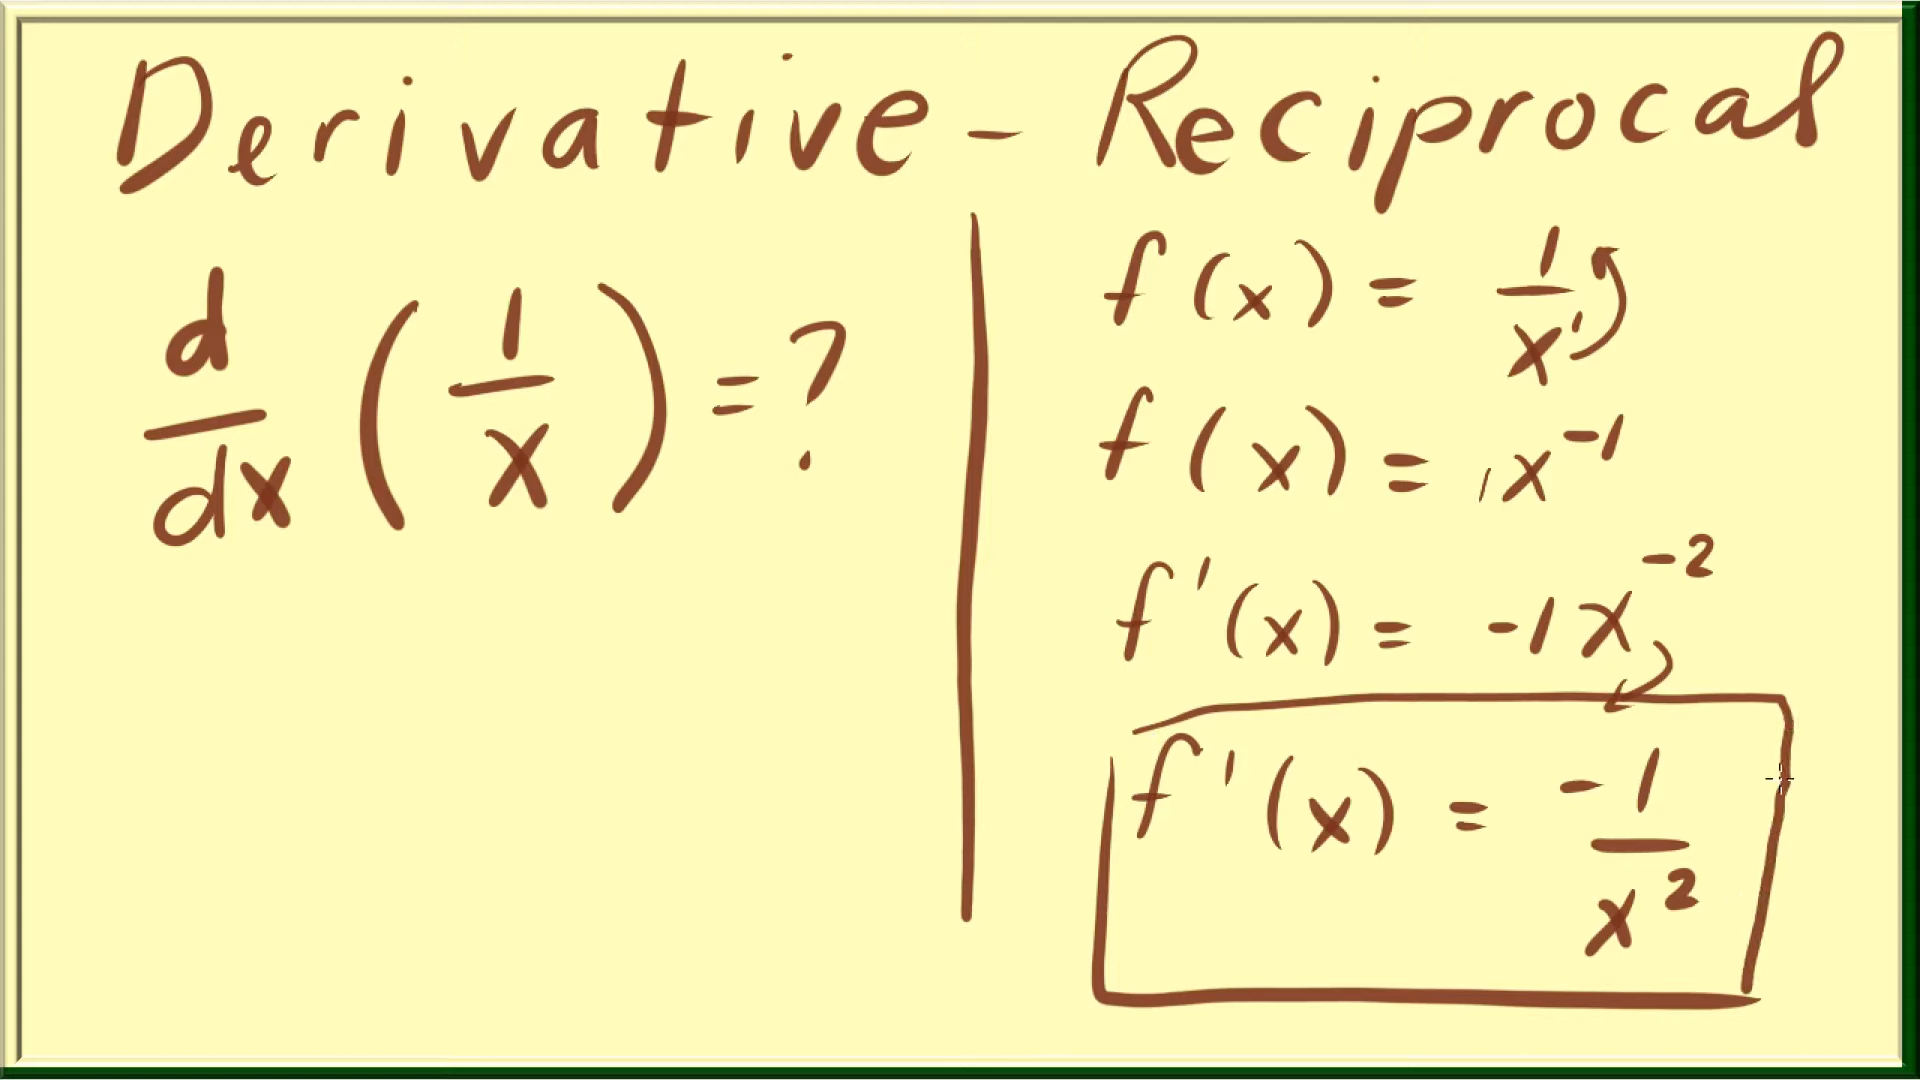 Derivative - Reciprocal
d/dx (1/x) = ?
f(x) = 1/x¹
f(x) = 1x⁻¹
f'(x) = -1x⁻²
f'(x) = -1/x²